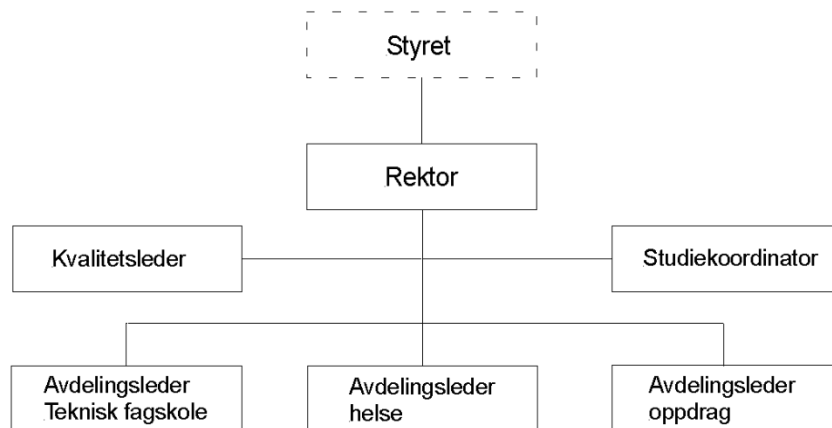 Styret
Rektor
Kvalitetsleder
Studiekoordinator
Avdelingsleder
Teknisk fagskole
Avdelingsleder
helse
Avdelingsleder
oppdrag